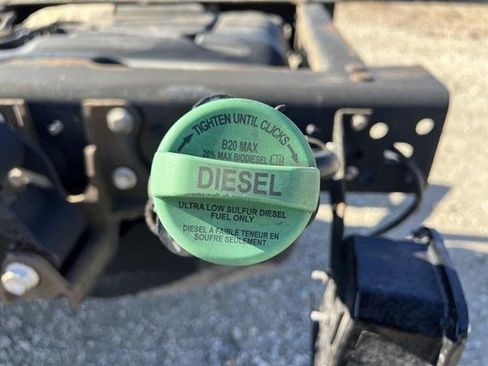 TIGHTEN UNTIL CLICKS
B20 MAX
20% MAX BIODIESEL
DIESEL
ULTRA LOW SULFUR DIESEL
FUEL ONLY
DIESEL A FAIBLE TENEUR EN
SOUFRE SEULEMENT